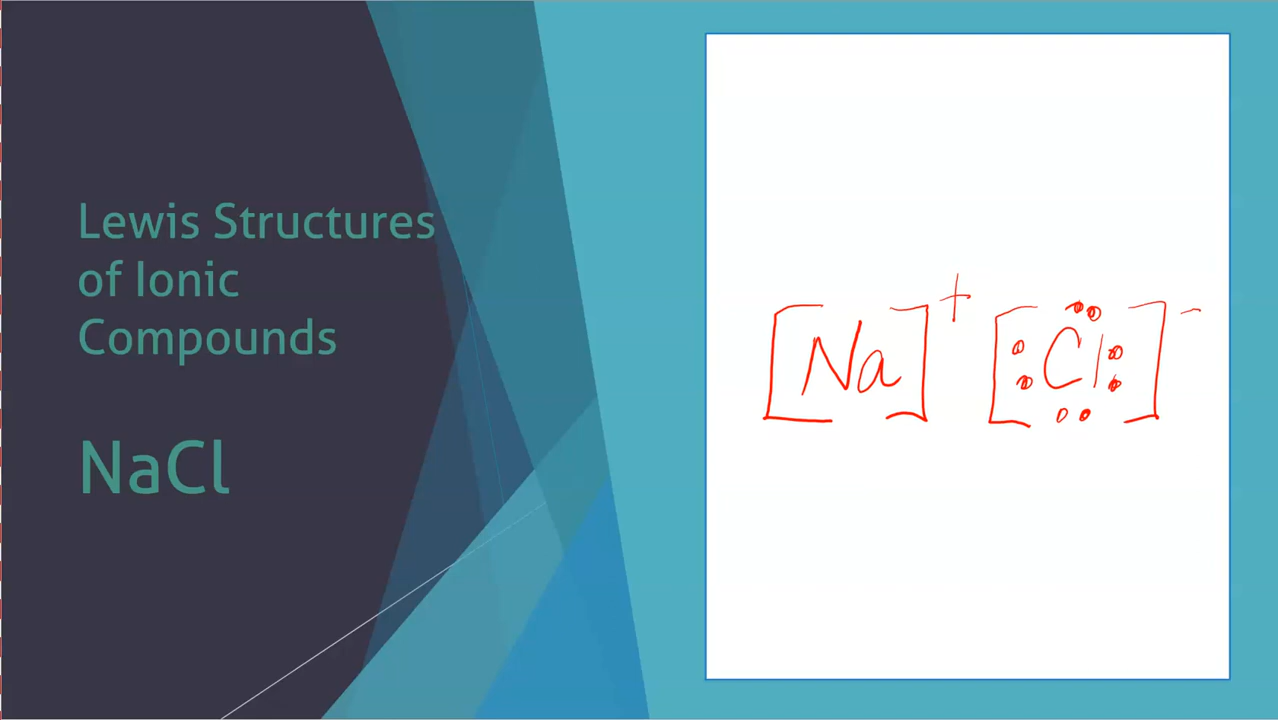 Lewis Structures
of Ionic
Compounds
NaCl
[Na]⁺ [Cl]⁻